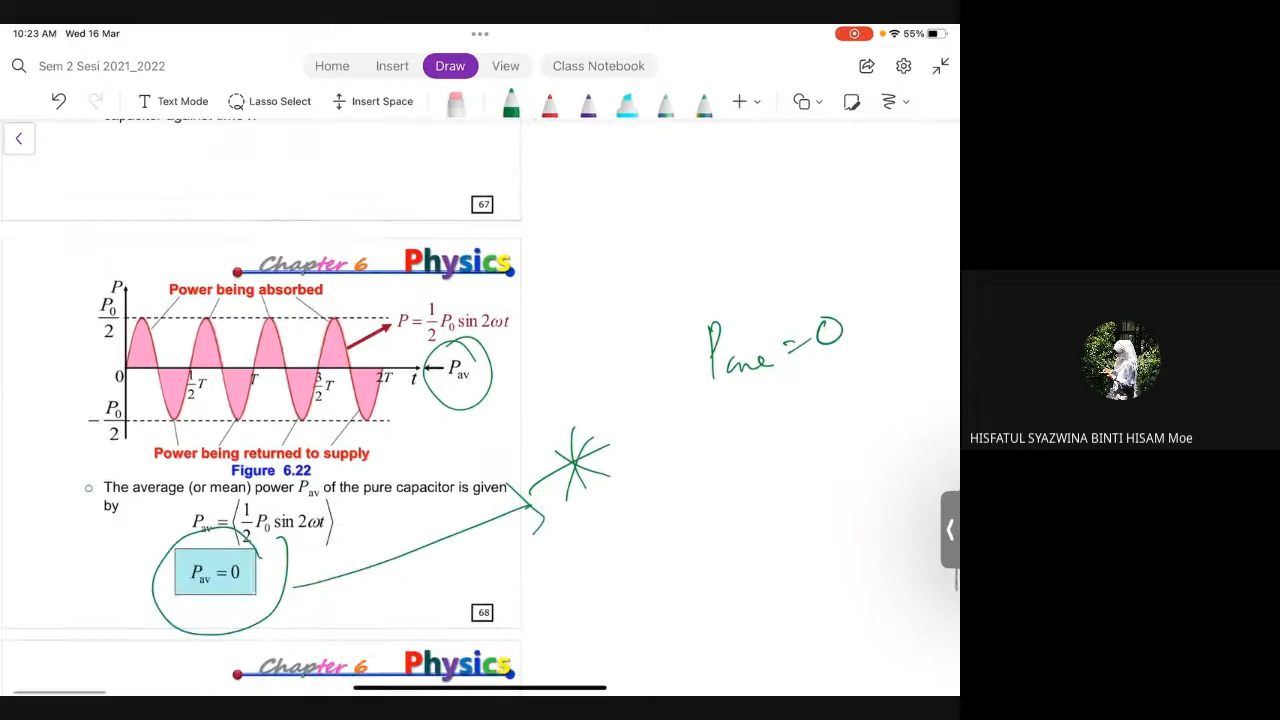 10:23 AM Wed 16 Mar
55%
Sem 2 Sesi 2021_2022
Home Insert Draw View Class Notebook
Text Mode Lasso Select Insert Space
capacitor against time
67
Chapter 6 Physics
P
Power being absorbed
P₀/2
P = 1/2 P₀ sin 2ωt
0 1/2 T T 3/2 T 2T t Pav
−P₀/2
Power being returned to supply
Figure 6.22
The average (or mean) power Pav of the pure capacitor is given
by
Pav = ⟨1/2 P₀ sin 2ωt⟩
Pav = 0
68
Chapter 6 Physics
Pave = 0
HISFATUL SYAZWINA BINTI HISAM Moe